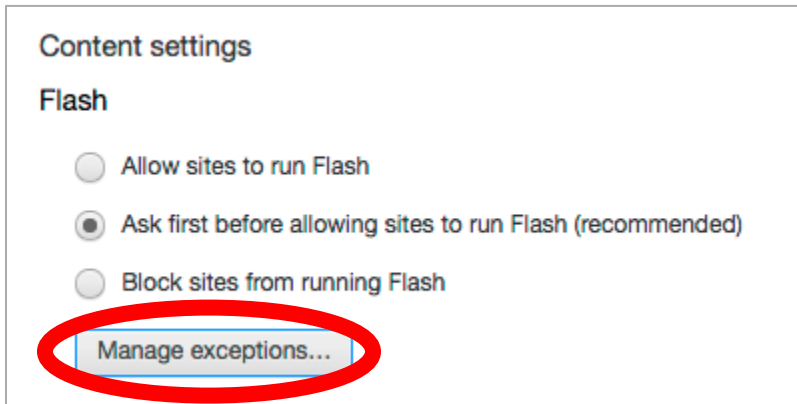 Content settings
Flash
Allow sites to run Flash
Ask first before allowing sites to run Flash (recommended)
Block sites from running Flash
Manage exceptions...